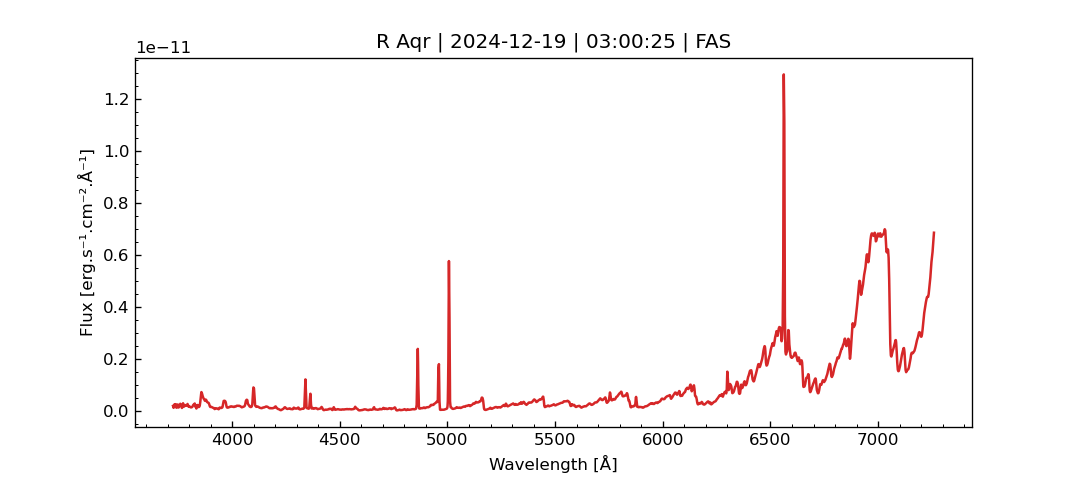 R Aqr | 2024-12-19 | 03:00:25 | FAS
1e−11
1.2
1.0
0.8
0.6
0.4
0.2
0.0
Flux [erg.s⁻¹.cm⁻².Å⁻¹]
4000 4500 5000 5500 6000 6500 7000
Wavelength [Å]